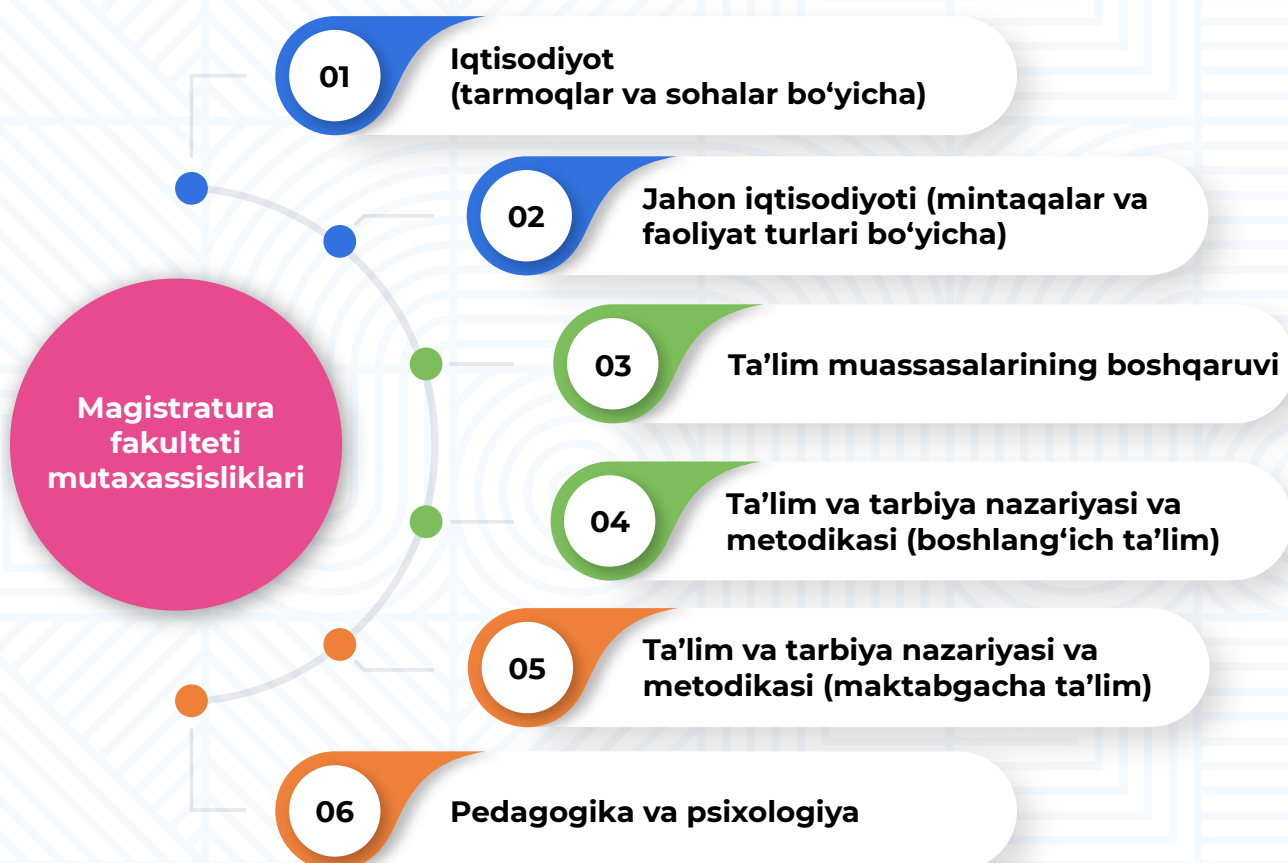 01
Iqtisodiyot
(tarmoqlar va sohalar bo‘yicha)
02
Jahon iqtisodiyoti (mintaqalar va
faoliyat turlari bo‘yicha)
03
Ta’lim muassasalarining boshqaruvi
Magistratura
fakulteti
mutaxassisliklari
04
Ta’lim va tarbiya nazariyasi va
metodikasi (boshlang‘ich ta’lim)
05
Ta’lim va tarbiya nazariyasi va
metodikasi (maktabgacha ta’lim)
06
Pedagogika va psixologiya